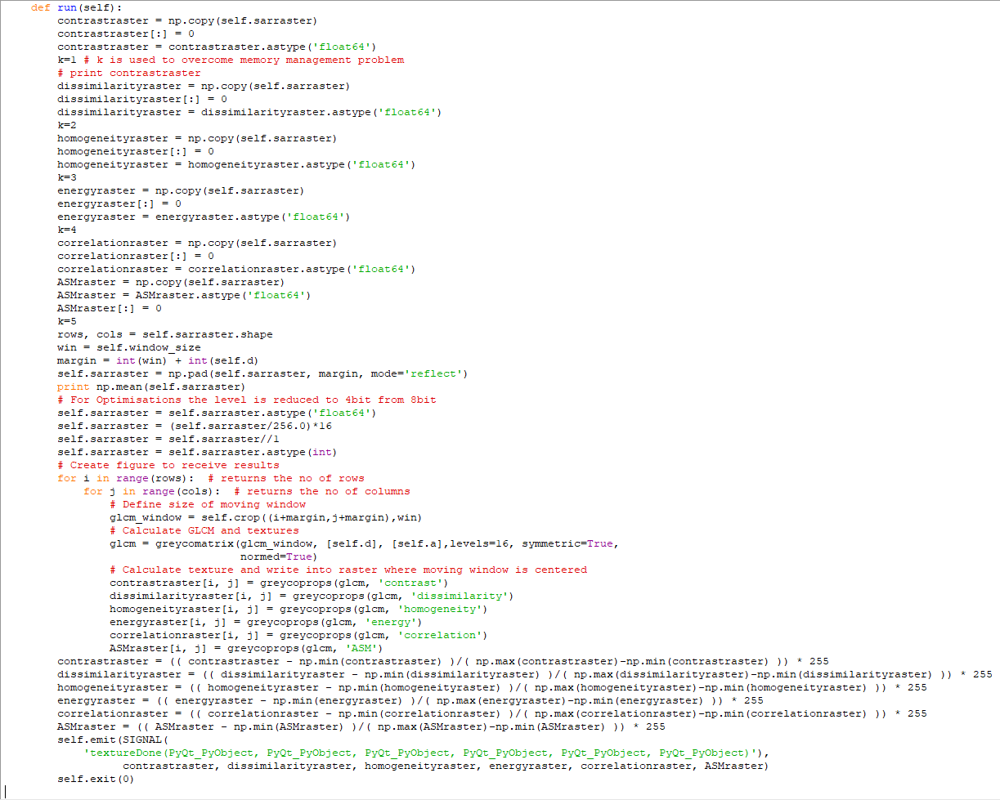 def run(self):
    contrastraster = np.copy(self.sarraster)
    contrastraster[:] = 0
    contrastraster = contrastraster.astype('float64')
    k=1 # k is used to overcome memory management problem
    # print contrastraster
    dissimilarityraster = np.copy(self.sarraster)
    dissimilarityraster[:] = 0
    dissimilarityraster = dissimilarityraster.astype('float64')
    k=2
    homogeneityraster = np.copy(self.sarraster)
    homogeneityraster[:] = 0
    homogeneityraster = homogeneityraster.astype('float64')
    k=3
    energyraster = np.copy(self.sarraster)
    energyraster[:] = 0
    energyraster = energyraster.astype('float64')
    k=4
    correlationraster = np.copy(self.sarraster)
    correlationraster[:] = 0
    correlationraster = correlationraster.astype('float64')
    ASMraster = np.copy(self.sarraster)
    ASMraster = ASMraster.astype('float64')
    ASMraster[:] = 0
    k=5
    rows, cols = self.sarraster.shape
    win = self.window_size
    margin = int(win) + int(self.d)
    self.sarraster = np.pad(self.sarraster, margin, mode='reflect')
    print np.mean(self.sarraster)
    # For Optimisations the level is reduced to 4bit from 8bit
    self.sarraster = self.sarraster.astype('float64')
    self.sarraster = (self.sarraster/256.0)*16
    self.sarraster = self.sarraster//1
    self.sarraster = self.sarraster.astype(int)
    # Create figure to receive results
    for i in range(rows):  # returns the no of rows
        for j in range(cols):  # returns the no of columns
            # Define size of moving window
            glcm_window = self.crop((i+margin,j+margin),win)
            # Calculate GLCM and textures
            glcm = greycomatrix(glcm_window, [self.d], [self.a],levels=16, symmetric=True,
                                normed=True)
            # Calculate texture and write into raster where moving window is centered
            contrastraster[i, j] = greycoprops(glcm, 'contrast')
            dissimilarityraster[i, j] = greycoprops(glcm, 'dissimilarity')
            homogeneityraster[i, j] = greycoprops(glcm, 'homogeneity')
            energyraster[i, j] = greycoprops(glcm, 'energy')
            correlationraster[i, j] = greycoprops(glcm, 'correlation')
            ASMraster[i, j] = greycoprops(glcm, 'ASM')
    contrastraster = (( contrastraster - np.min(contrastraster) )/( np.max(contrastraster)-np.min(contrastraster) )) * 255
    dissimilarityraster = (( dissimilarityraster - np.min(dissimilarityraster) )/( np.max(dissimilarityraster)-np.min(dissimilarityraster) )) * 255
    homogeneityraster = (( homogeneityraster - np.min(homogeneityraster) )/( np.max(homogeneityraster)-np.min(homogeneityraster) )) * 255
    energyraster = (( energyraster - np.min(energyraster) )/( np.max(energyraster)-np.min(energyraster) )) * 255
    correlationraster = (( correlationraster - np.min(correlationraster) )/( np.max(correlationraster)-np.min(correlationraster) )) * 255
    ASMraster = (( ASMraster - np.min(ASMraster) )/( np.max(ASMraster)-np.min(ASMraster) )) * 255
    self.emit(SIGNAL(
        'textureDone(PyQt_PyObject, PyQt_PyObject, PyQt_PyObject, PyQt_PyObject, PyQt_PyObject, PyQt_PyObject)'),
              contrastraster, dissimilarityraster, homogeneityraster, energyraster, correlationraster, ASMraster)
    self.exit(0)